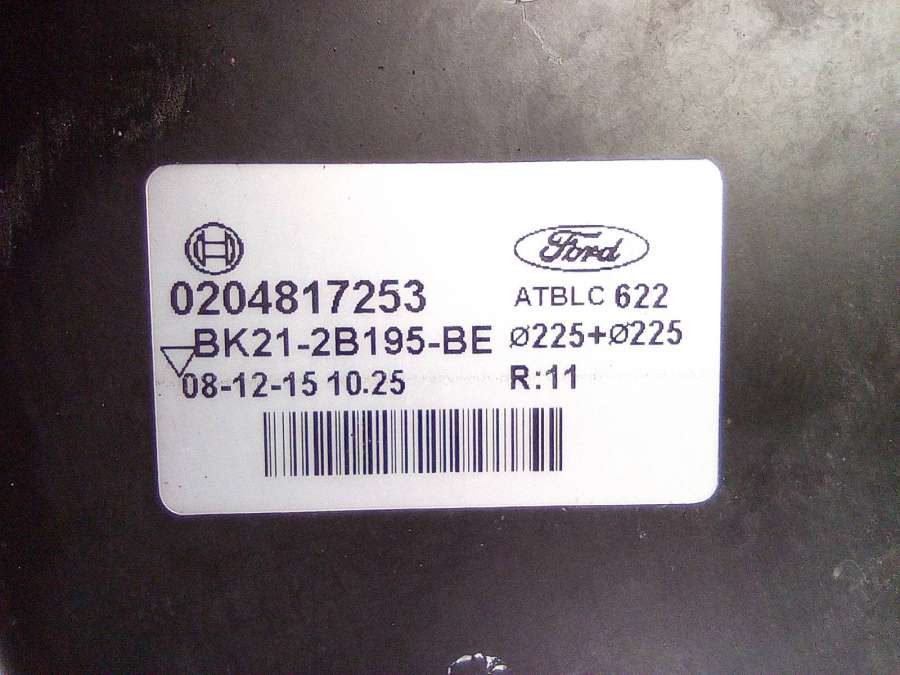 Ford
0204817253 ATBLC 622
BK21-2B195-BE Ø225+Ø225
08-12-15 10.25 R:11